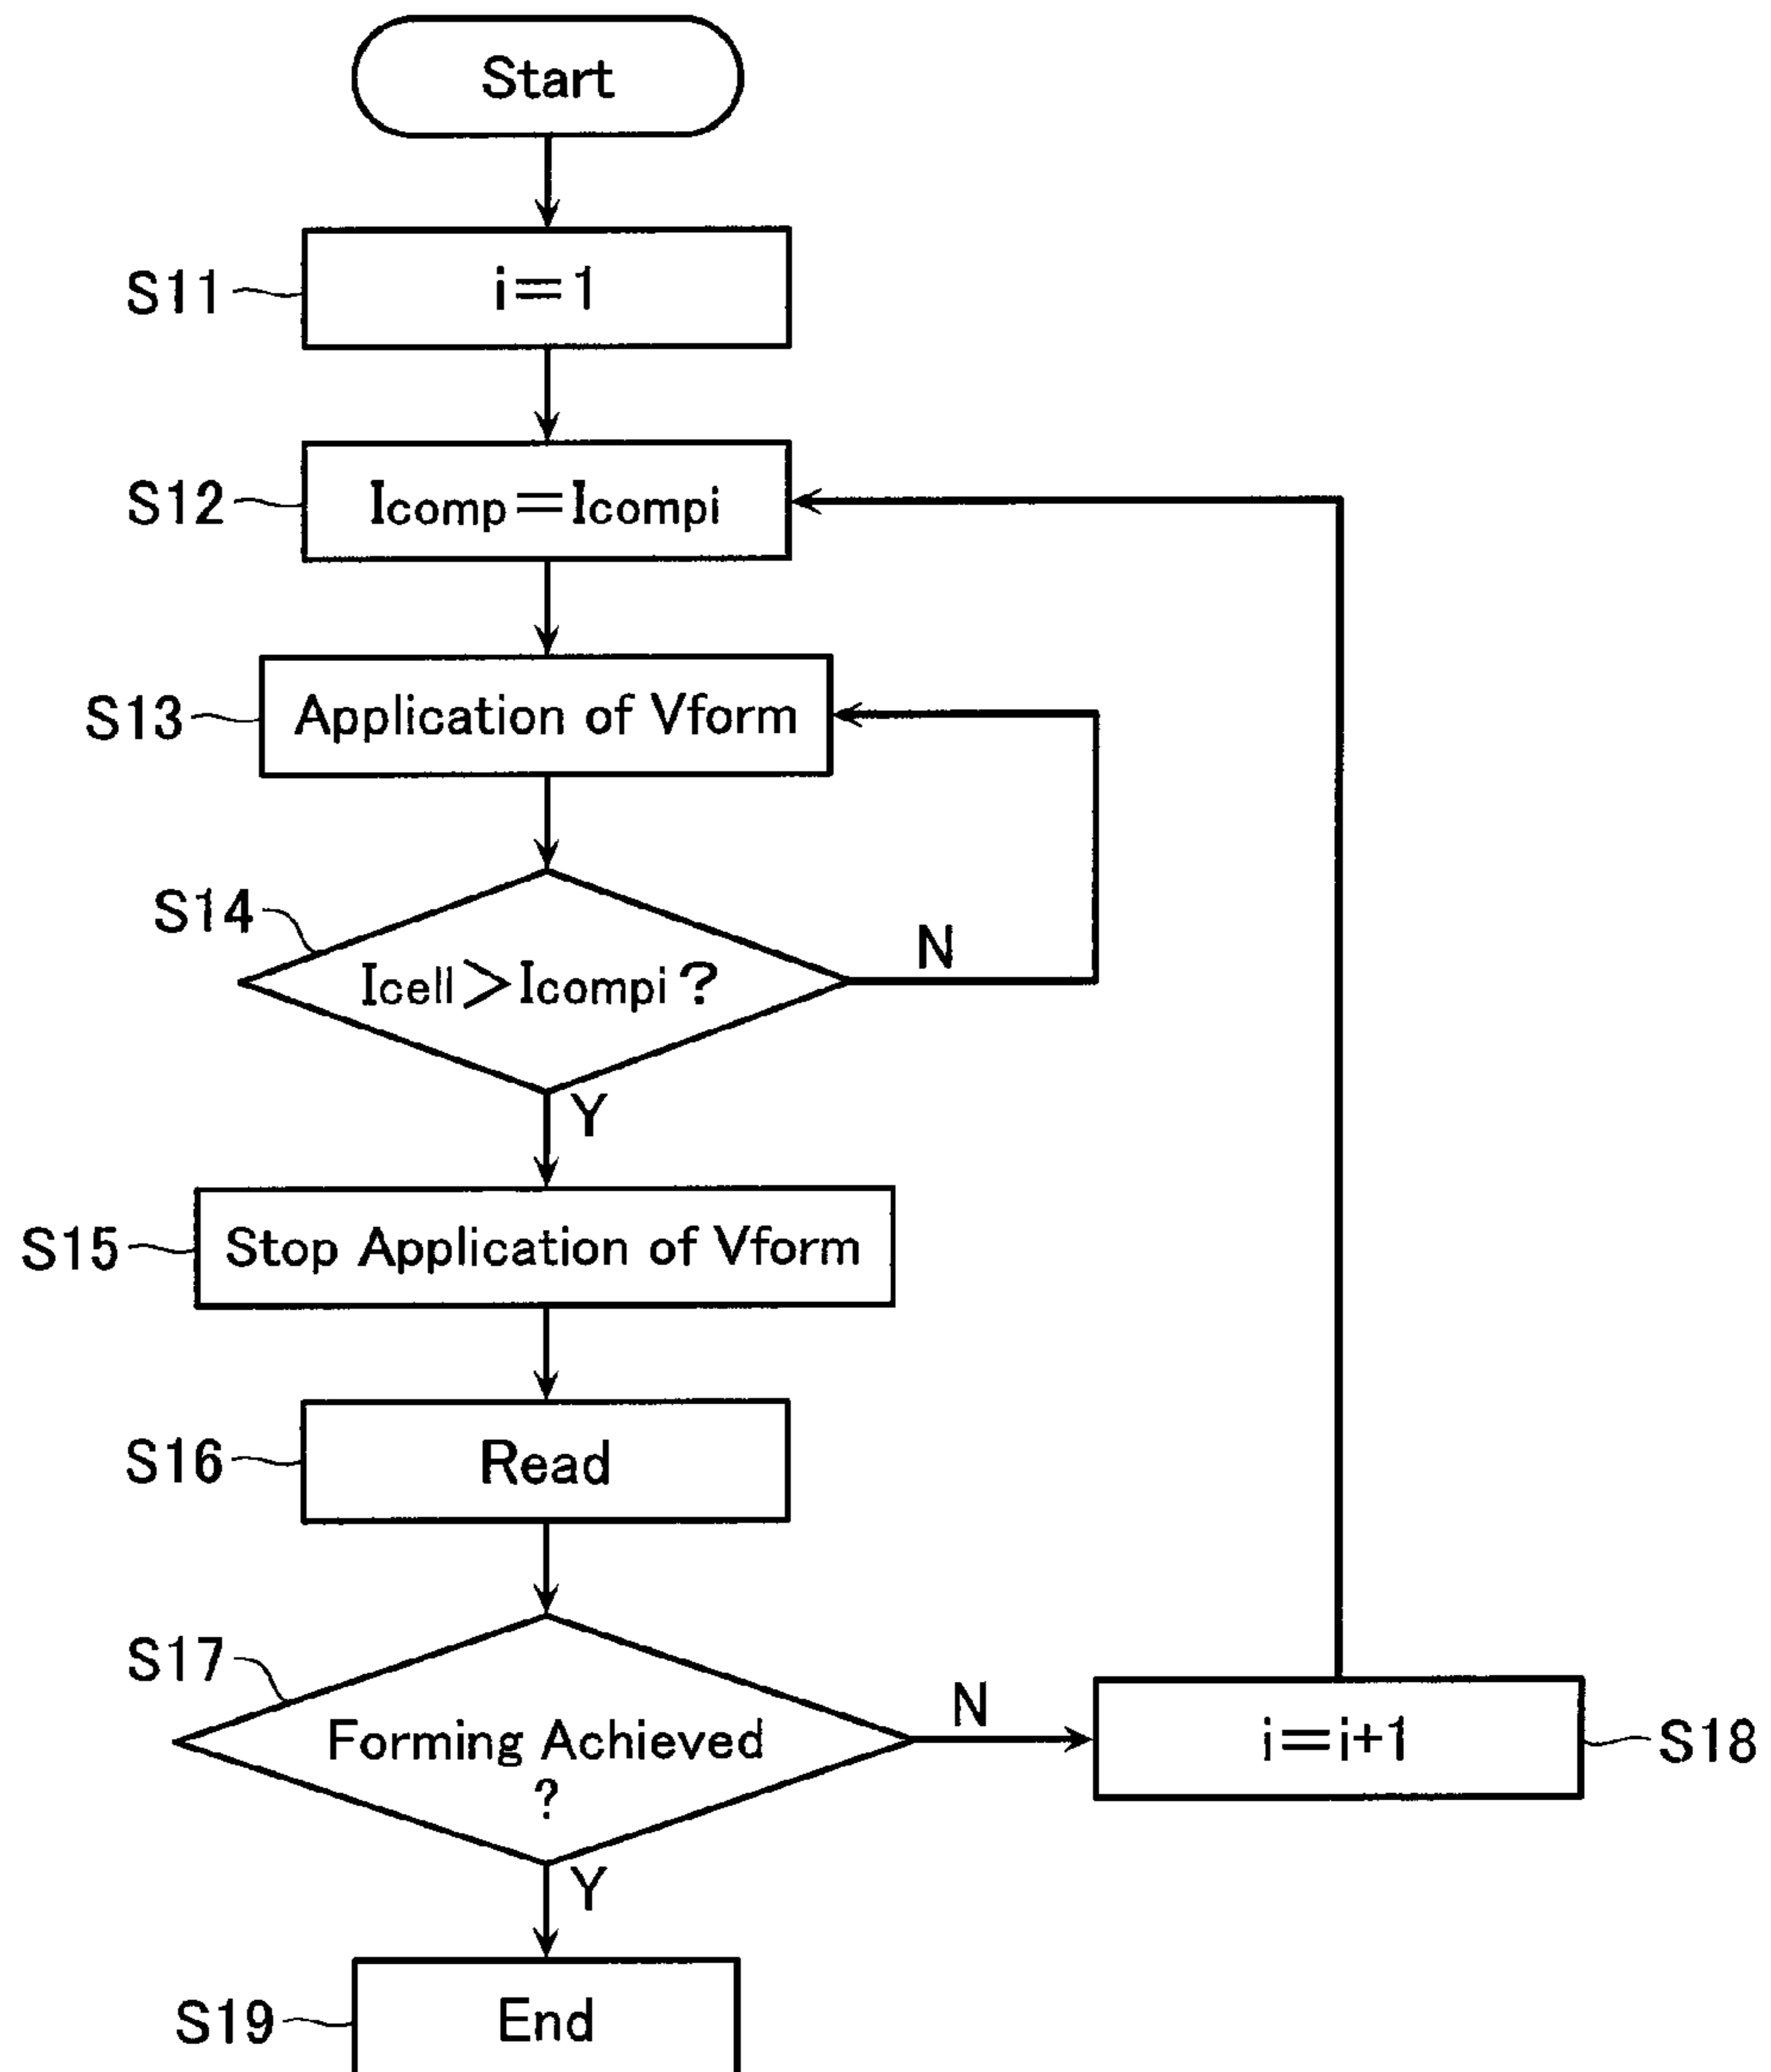 Start
S11
i=1
S12
Icomp=Icompi
S13
Application of Vform
S14
Icell>Icompi?
N
Y
S15
Stop Application of Vform
S16
Read
S17
Forming Achieved
?
N
i=i+1
S18
Y
S19
End